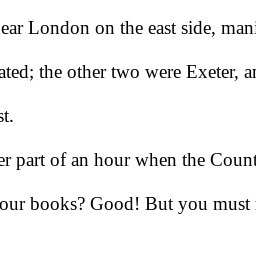 ear London on the east side, mani
ated; the other two were Exeter, an
st.
er part of an hour when the Count
our books? Good! But you must